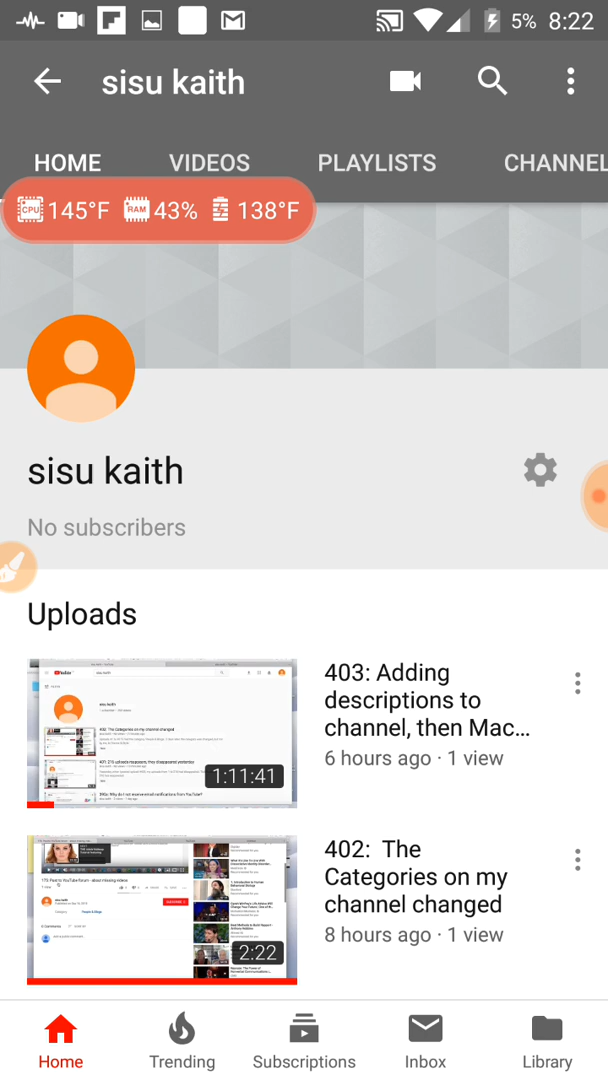 5% 8:22
sisu kaith
HOME VIDEOS PLAYLISTS CHANNEL
CPU 145°F RAM 43% 138°F
sisu kaith
No subscribers
Uploads
403: Adding
descriptions to
channel, then Mac...
6 hours ago · 1 view
1:11:41
402: The
Categories on my
channel changed
8 hours ago · 1 view
2:22
Home Trending Subscriptions Inbox Library